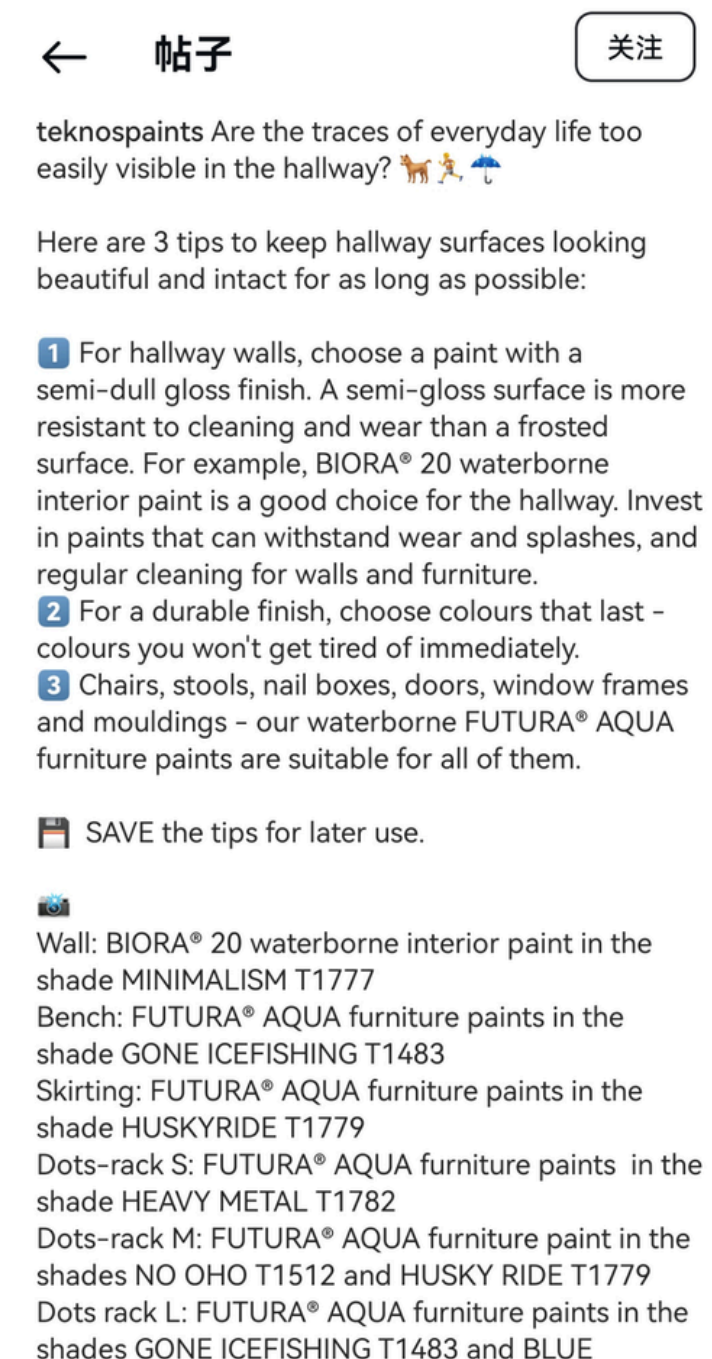 帖子
关注
teknospaints Are the traces of everyday life too
easily visible in the hallway? 🐕🏃☂️
Here are 3 tips to keep hallway surfaces looking
beautiful and intact for as long as possible:
1️⃣ For hallway walls, choose a paint with a
semi-dull gloss finish. A semi-gloss surface is more
resistant to cleaning and wear than a frosted
surface. For example, BIORA® 20 waterborne
interior paint is a good choice for the hallway. Invest
in paints that can withstand wear and splashes, and
regular cleaning for walls and furniture.
2️⃣ For a durable finish, choose colours that last -
colours you won't get tired of immediately.
3️⃣ Chairs, stools, nail boxes, doors, window frames
and mouldings - our waterborne FUTURA® AQUA
furniture paints are suitable for all of them.
💾 SAVE the tips for later use.
📸
Wall: BIORA® 20 waterborne interior paint in the
shade MINIMALISM T1777
Bench: FUTURA® AQUA furniture paints in the
shade GONE ICEFISHING T1483
Skirting: FUTURA® AQUA furniture paints in the
shade HUSKYRIDE T1779
Dots-rack S: FUTURA® AQUA furniture paints  in the
shade HEAVY METAL T1782
Dots-rack M: FUTURA® AQUA furniture paint in the
shades NO OHO T1512 and HUSKY RIDE T1779
Dots rack L: FUTURA® AQUA furniture paints in the
shades GONE ICEFISHING T1483 and BLUE